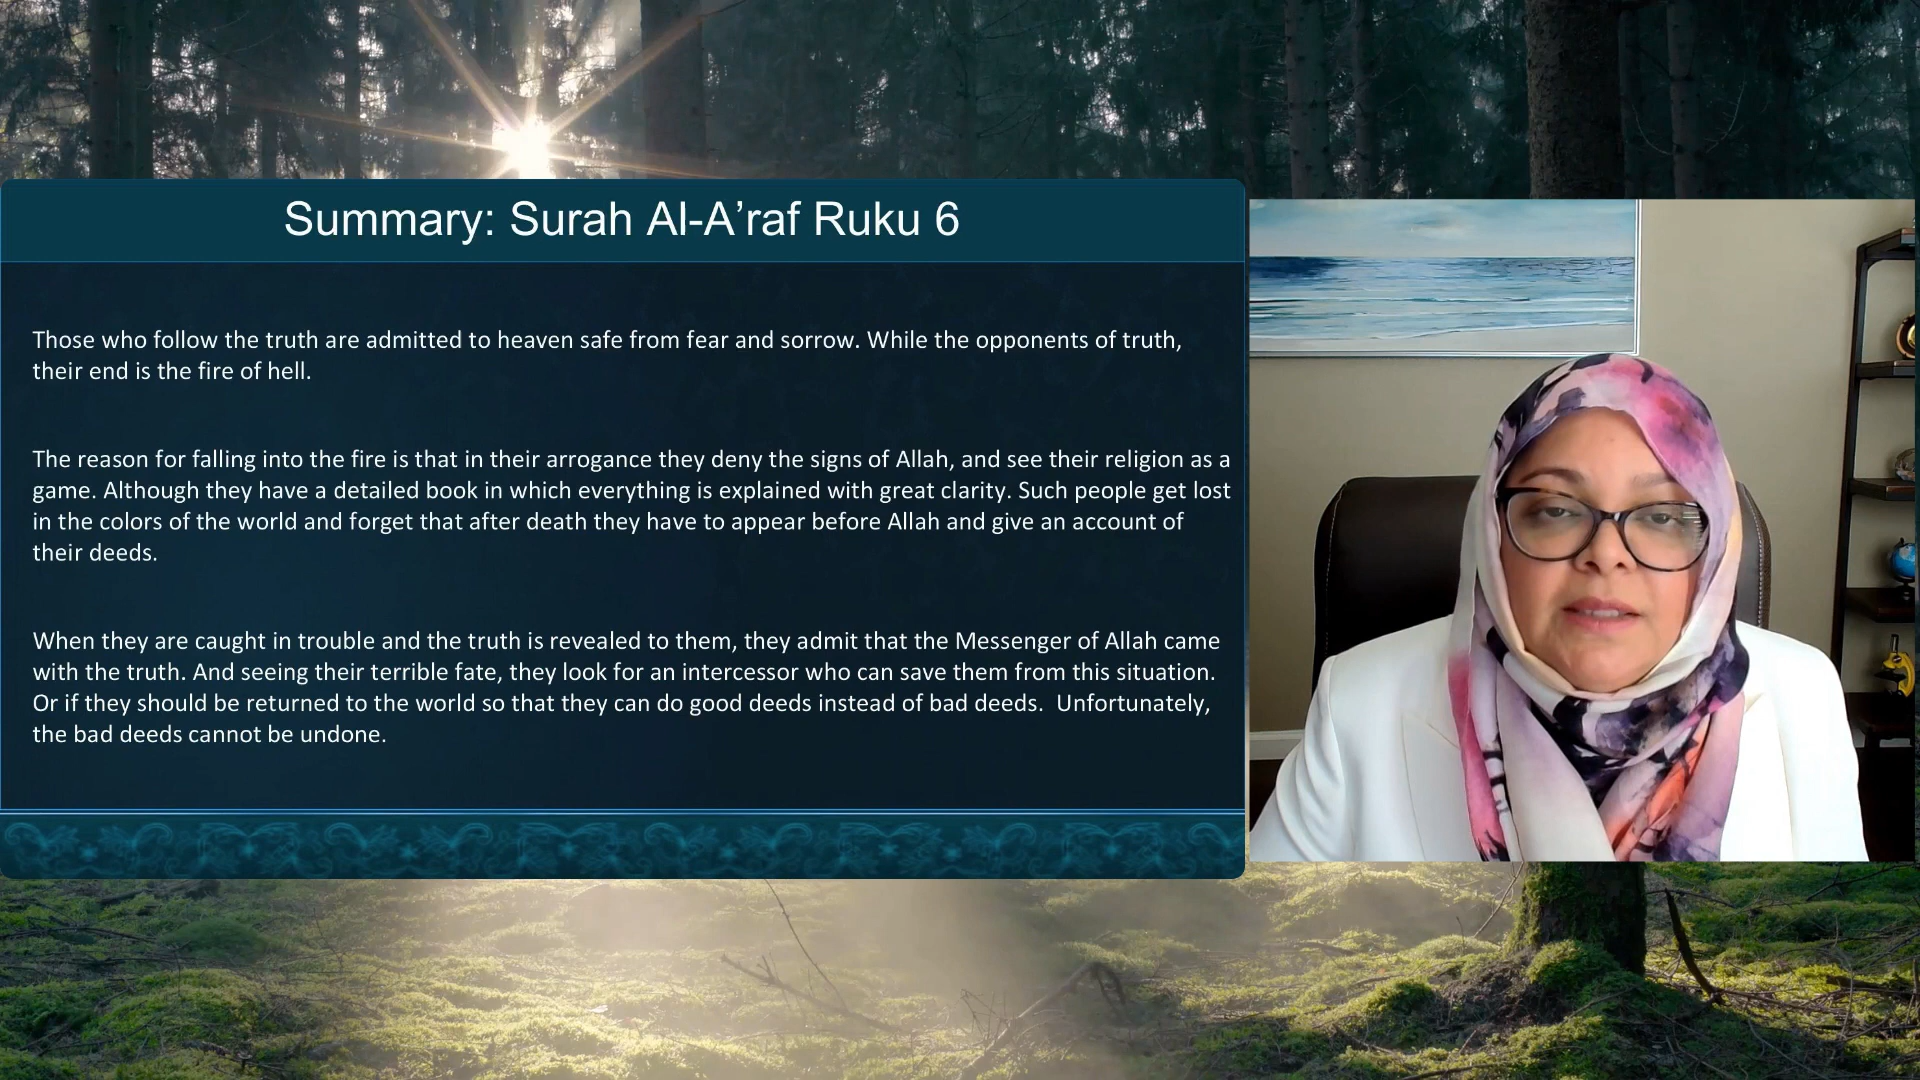 Summary: Surah Al-A’raf Ruku 6
Those who follow the truth are admitted to heaven safe from fear and sorrow. While the opponents of truth,
their end is the fire of hell.
The reason for falling into the fire is that in their arrogance they deny the signs of Allah, and see their religion as a
game. Although they have a detailed book in which everything is explained with great clarity. Such people get lost
in the colors of the world and forget that after death they have to appear before Allah and give an account of
their deeds.
When they are caught in trouble and the truth is revealed to them, they admit that the Messenger of Allah came
with the truth. And seeing their terrible fate, they look for an intercessor who can save them from this situation.
Or if they should be returned to the world so that they can do good deeds instead of bad deeds.  Unfortunately,
the bad deeds cannot be undone.